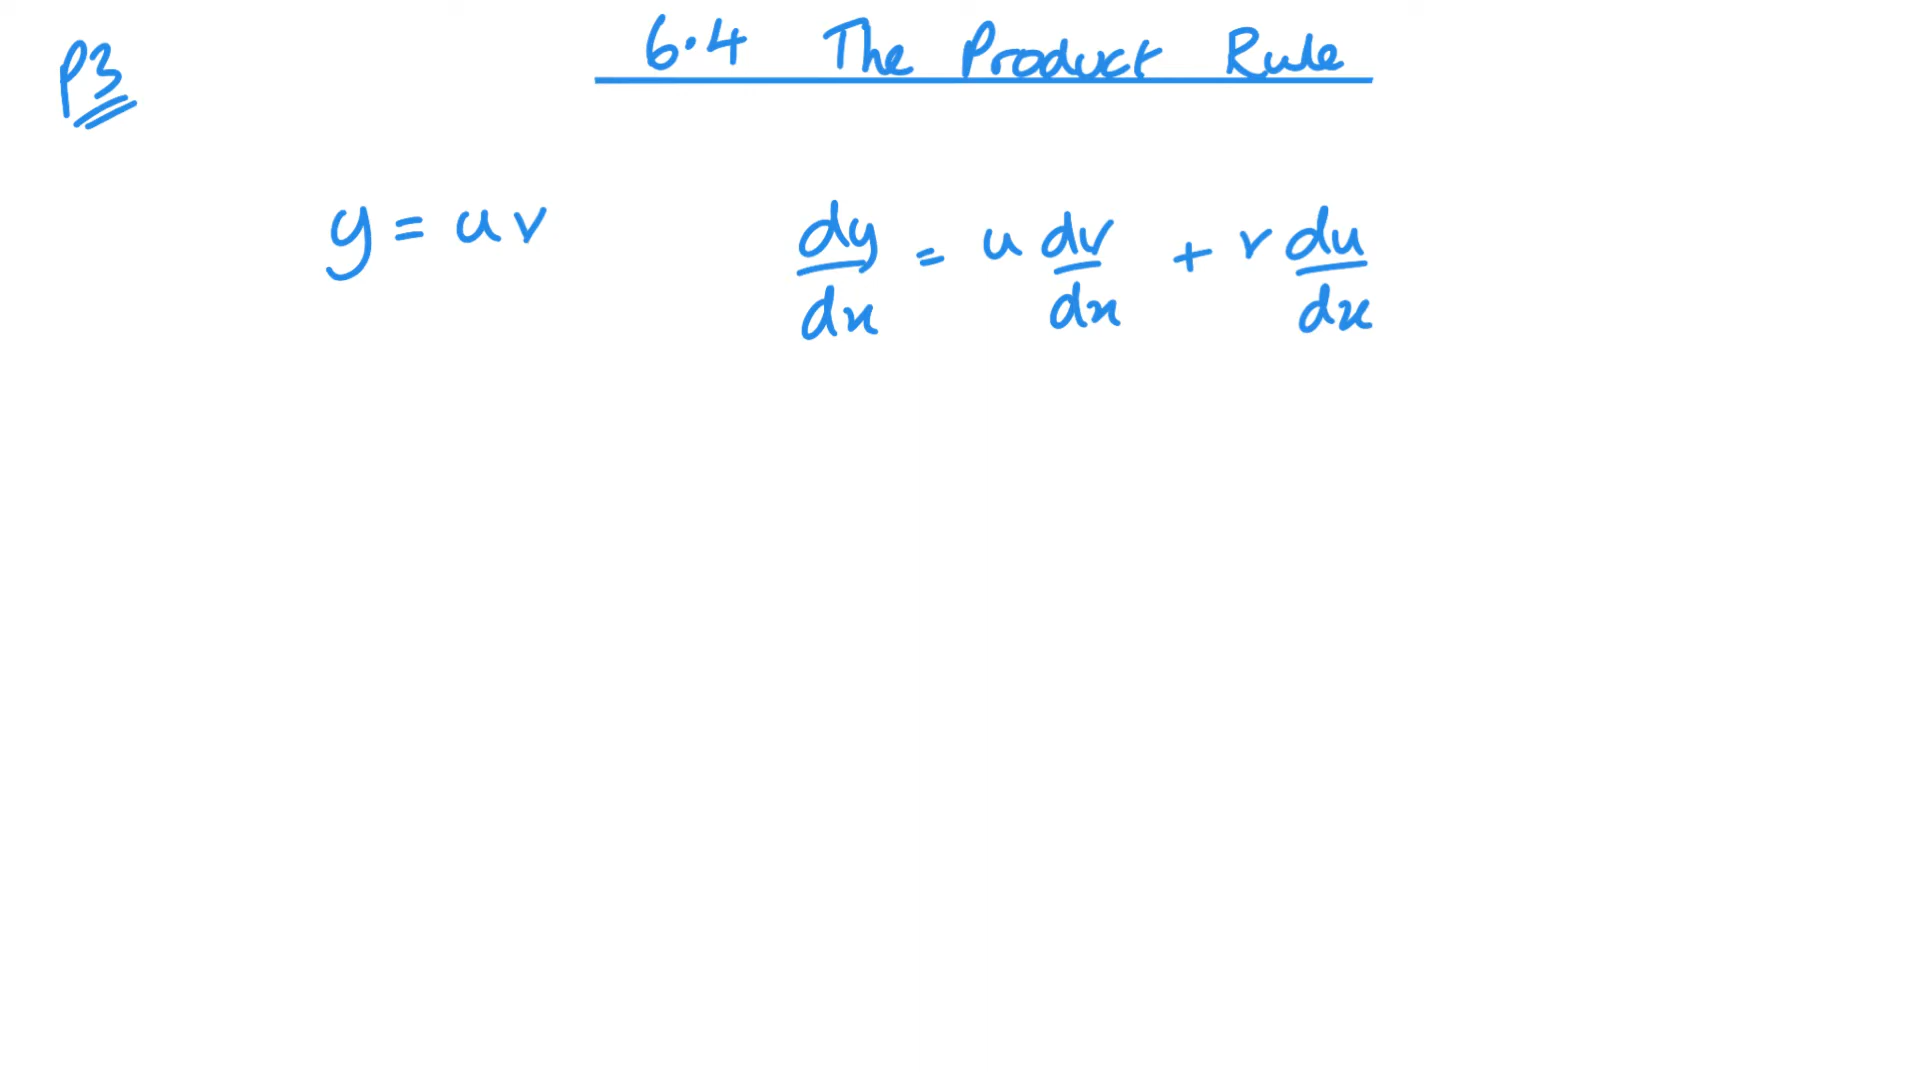 P3
6.4 The Product Rule
y = uv
dy/dx = u dv/dx + v du/dx